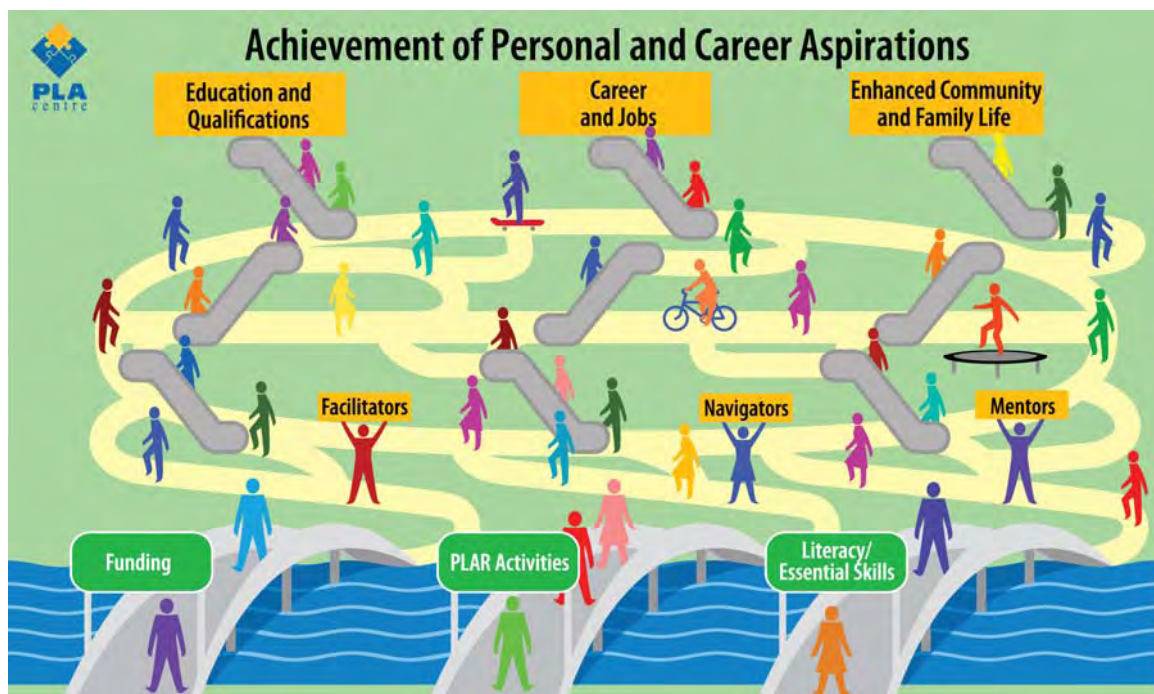 PLA
centre
Achievement of Personal and Career Aspirations
Education and
Qualifications
Career
and Jobs
Enhanced Community
and Family Life
Facilitators
Navigators
Mentors
Funding
PLAR Activities
Literacy/
Essential Skills